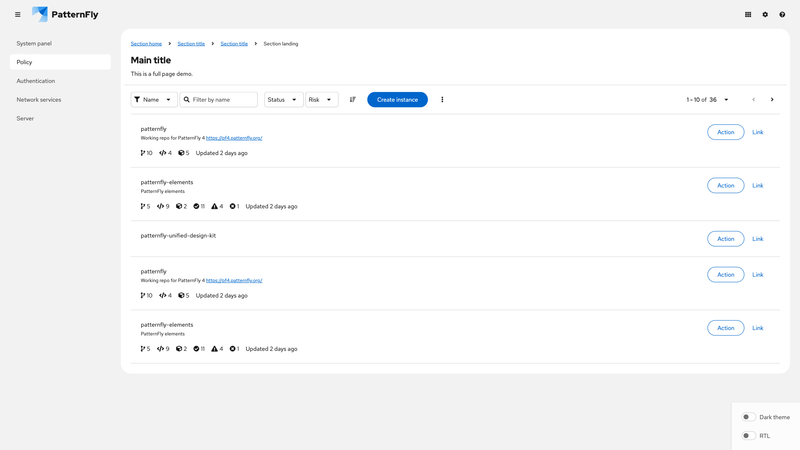 PatternFly
System panel
Policy
Authentication
Network services
Server
Section home Section title Section title Section landing
Main title
This is a full page demo.
Name Filter by name Status Risk Create instance 1 - 10 of 36
patternfly
Working repo for PatternFly 4 https://pf4.patternfly.org/
10 4 5 Updated 2 days ago
Action Link
patternfly-elements
PatternFly elements
5 9 2 11 4 1 Updated 2 days ago
Action Link
patternfly-unified-design-kit
Action Link
patternfly
Working repo for PatternFly 4 https://pf4.patternfly.org/
10 4 5 Updated 2 days ago
Action Link
patternfly-elements
PatternFly elements
5 9 2 11 4 1 Updated 2 days ago
Action Link
Dark theme
RTL